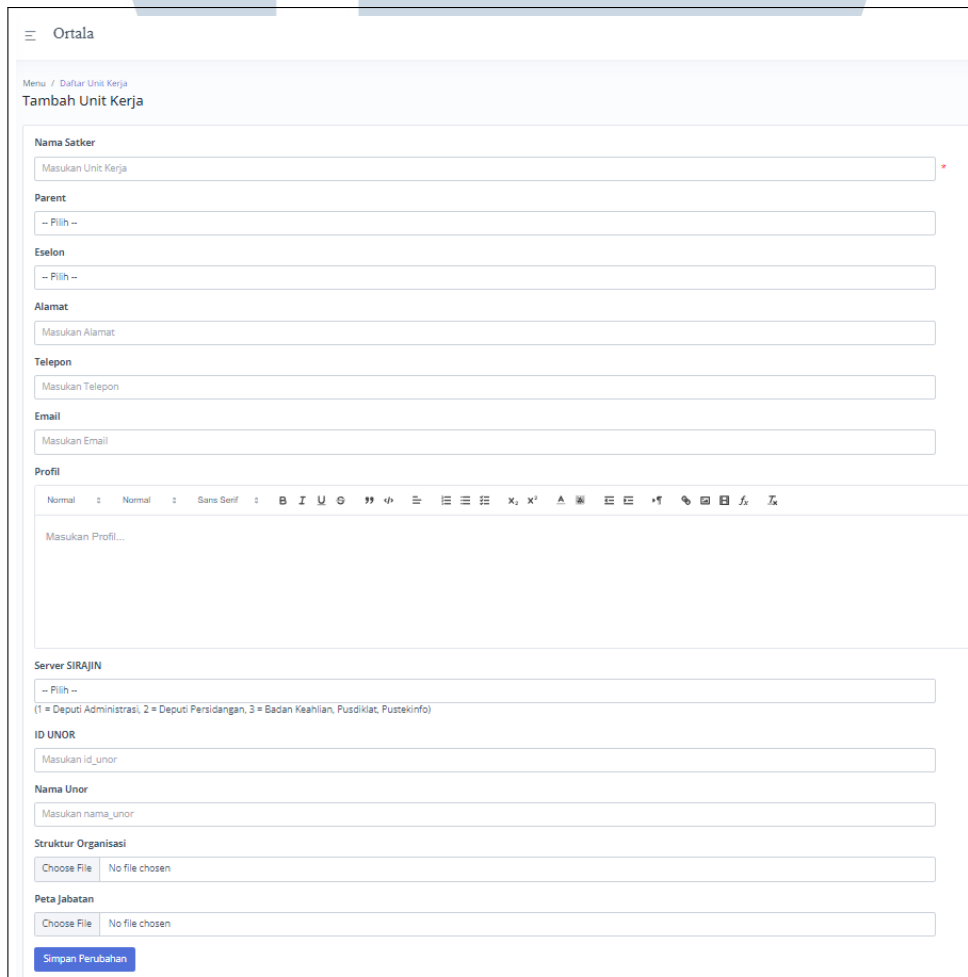 Ortala
Menu / Daftar Unit Kerja
Tambah Unit Kerja
Nama Satker
Masukan Unit Kerja
*
Parent
-- Pilih --
Eselon
-- Pilih --
Alamat
Masukan Alamat
Telepon
Masukan Telepon
Email
Masukan Email
Profil
Normal Normal Sans Serif
Masukan Profil...
Server SIRAJIN
-- Pilih --
(1 = Deputi Administrasi, 2 = Deputi Persidangan, 3 = Badan Keahlian, Pusdiklat, Pustekinfo)
ID UNOR
Masukan id_unor
Nama Unor
Masukan nama_unor
Struktur Organisasi
Choose File No file chosen
Peta Jabatan
Choose File No file chosen
Simpan Perubahan